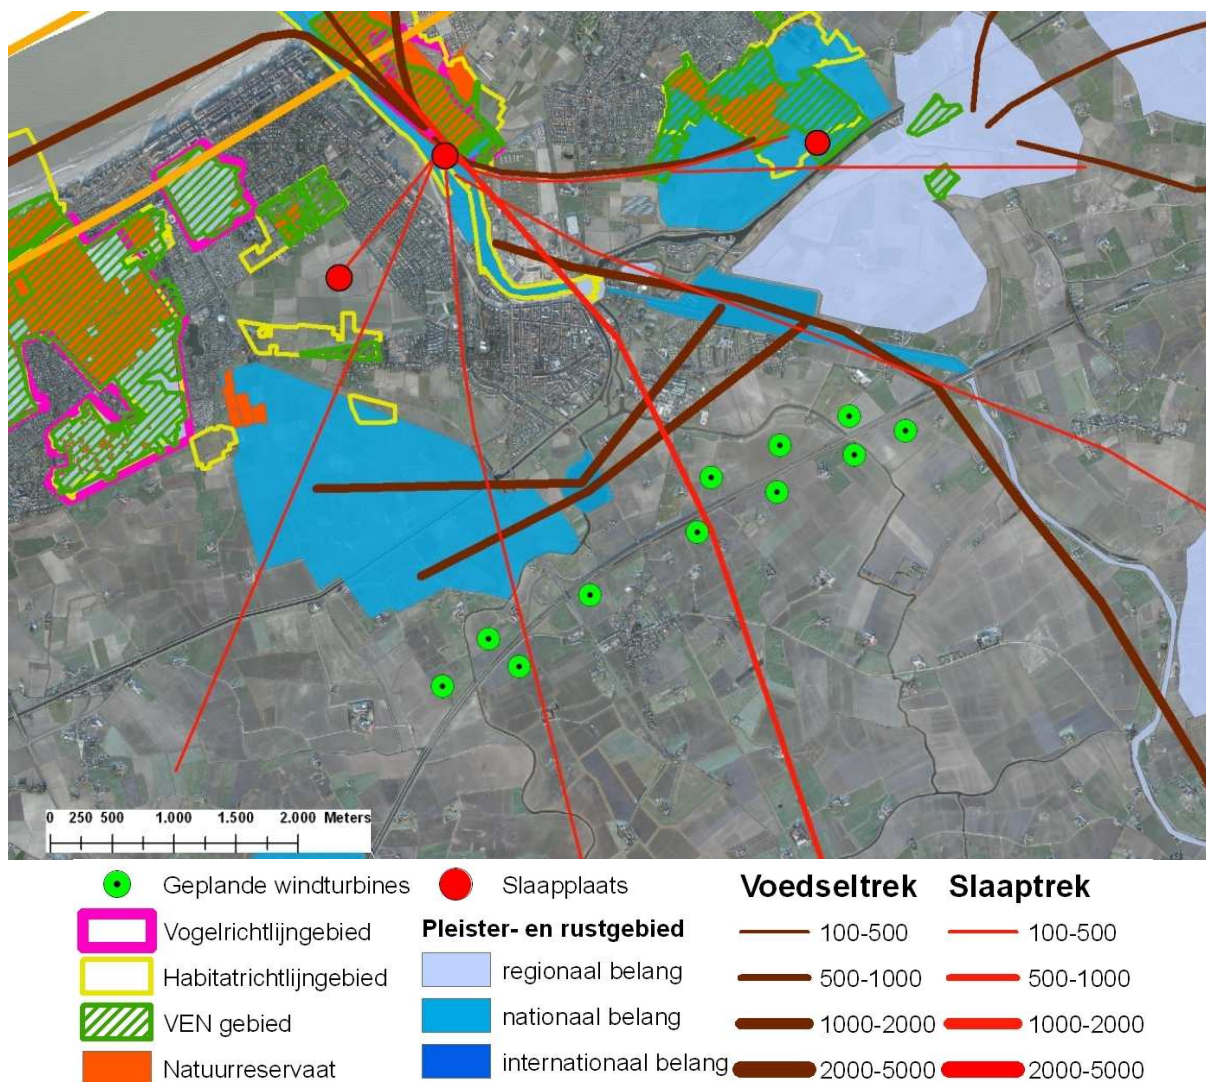 0 250 500 1.000 1.500 2.000 Meters
Geplande windturbines
Vogelrichtlijngebied
Habitatrichtlijngebied
VEN gebied
Natuurreservaat
Slaapplaats
Pleister- en rustgebied
regionaal belang
nationaal belang
internationaal belang
Voedseltrek
100-500
500-1000
1000-2000
2000-5000
Slaaptrek
100-500
500-1000
1000-2000
2000-5000